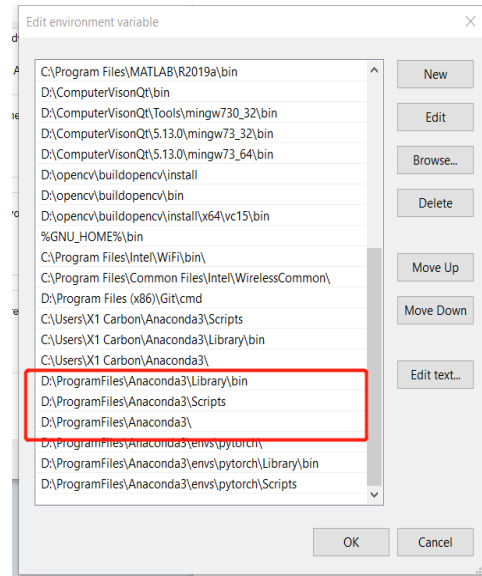 Edit environment variable
C:\Program Files\MATLAB\R2019a\bin
D:\ComputerVisonQt\bin
D:\ComputerVisonQt\Tools\mingw730_32\bin
D:\ComputerVisonQt\5.13.0\mingw73_32\bin
D:\ComputerVisonQt\5.13.0\mingw73_64\bin
D:\opencv\buildopencv\install
D:\opencv\buildopencv\bin
D:\opencv\buildopencv\install\x64\vc15\bin
%GNU_HOME%\bin
C:\Program Files\Intel\WiFi\bin\
C:\Program Files\Common Files\Intel\WirelessCommon\
D:\Program Files (x86)\Git\cmd
C:\Users\X1 Carbon\Anaconda3\Scripts
C:\Users\X1 Carbon\Anaconda3\Library\bin
C:\Users\X1 Carbon\Anaconda3\
D:\ProgramFiles\Anaconda3\Library\bin
D:\ProgramFiles\Anaconda3\Scripts
D:\ProgramFiles\Anaconda3\
D:\ProgramFiles\Anaconda3\envs\pytorch\
D:\ProgramFiles\Anaconda3\envs\pytorch\Library\bin
D:\ProgramFiles\Anaconda3\envs\pytorch\Scripts
New
Edit
Browse...
Delete
Move Up
Move Down
Edit text...
OK
Cancel